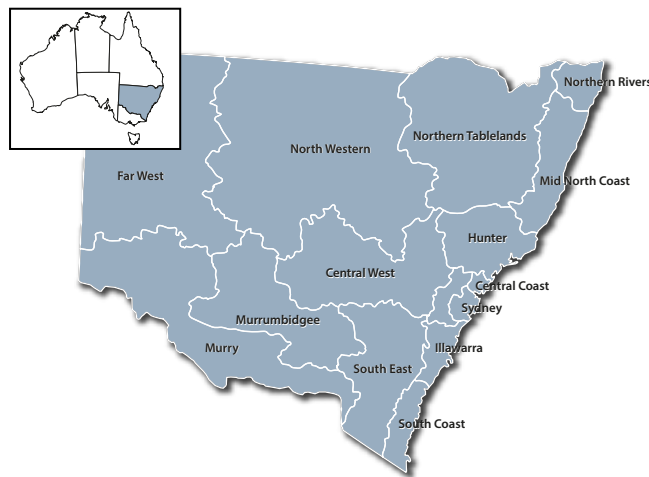 Northern Rivers
Northern Tablelands
North Western
Far West
Mid North Coast
Hunter
Central West
Central Coast
Sydney
Murrumbidgee
Murry
Illawarra
South East
South Coast